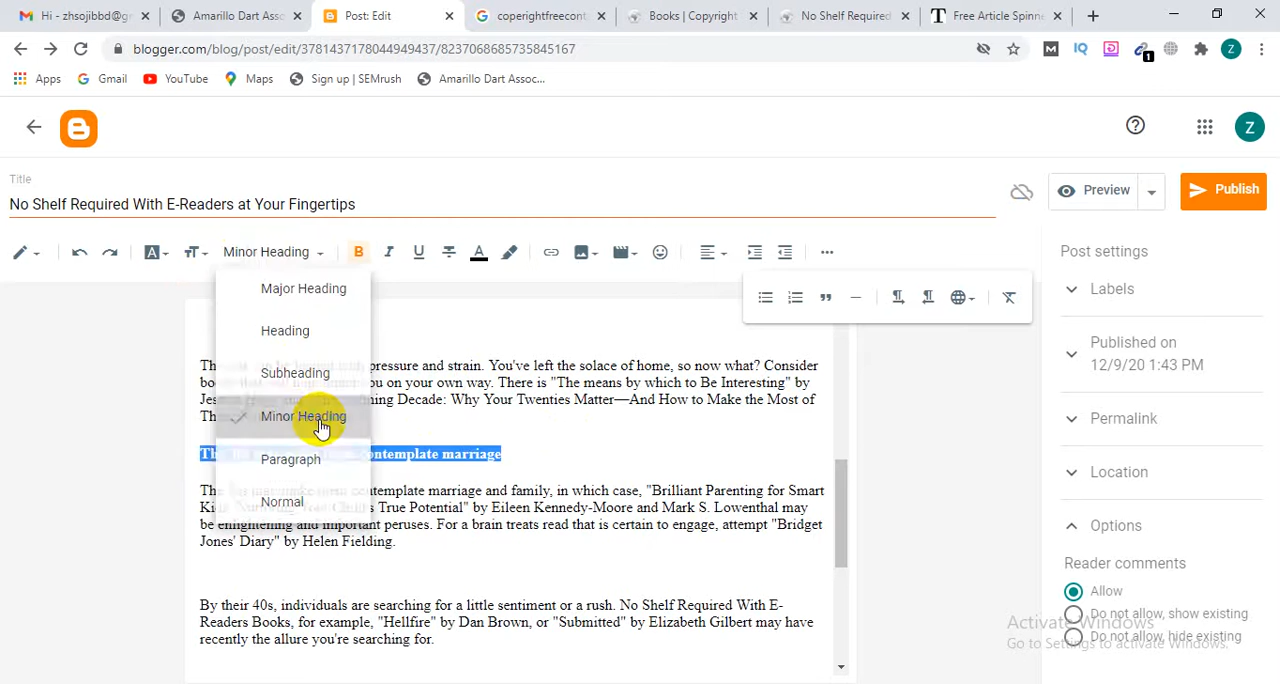 Hi - zhsojibbd@g
Amarillo Dart Asso
Post: Edit
coperightfreecont
Books | Copyright
No Shelf Required
Free Article Spinne
blogger.com/blog/post/edit/3781437178044949437/8237068685735845167
Z
1
Apps
Gmail
YouTube
Maps
Sign up | SEmrush
Amarillo Dart Assoc...
Z
Title
No Shelf Required With E-Readers at Your Fingertips
Preview
Publish
Minor Heading
B
Post settings
Major Heading
Heading
Subheading
Minor Heading
Paragraph
Normal
Labels
Published on
12/9/20 1:43 PM
Permalink
Location
Options
Reader comments
Allow
Do not allow, show existing
Do not allow, hide existing
pressure and strain. You've left the solace of home, so now what? Consider
you on your own way. There is "The means by which to Be Interesting" by
ning Decade: Why Your Twenties Matter—And How to Make the Most of
contemplate marriage
contemplate marriage and family, in which case, "Brilliant Parenting for Smart
Child's True Potential" by Eileen Kennedy-Moore and Mark S. Lowenthal may
be enlightening and important peruses. For a brain treats read that is certain to engage, attempt "Bridget
Jones' Diary" by Helen Fielding.
By their 40s, individuals are searching for a little sentiment or a rush. No Shelf Required With E-
Readers Books, for example, "Hellfire" by Dan Brown, or "Submitted" by Elizabeth Gilbert may have
recently the allure you're searching for.
Activate Windows
Go to Settings to activate Windows.